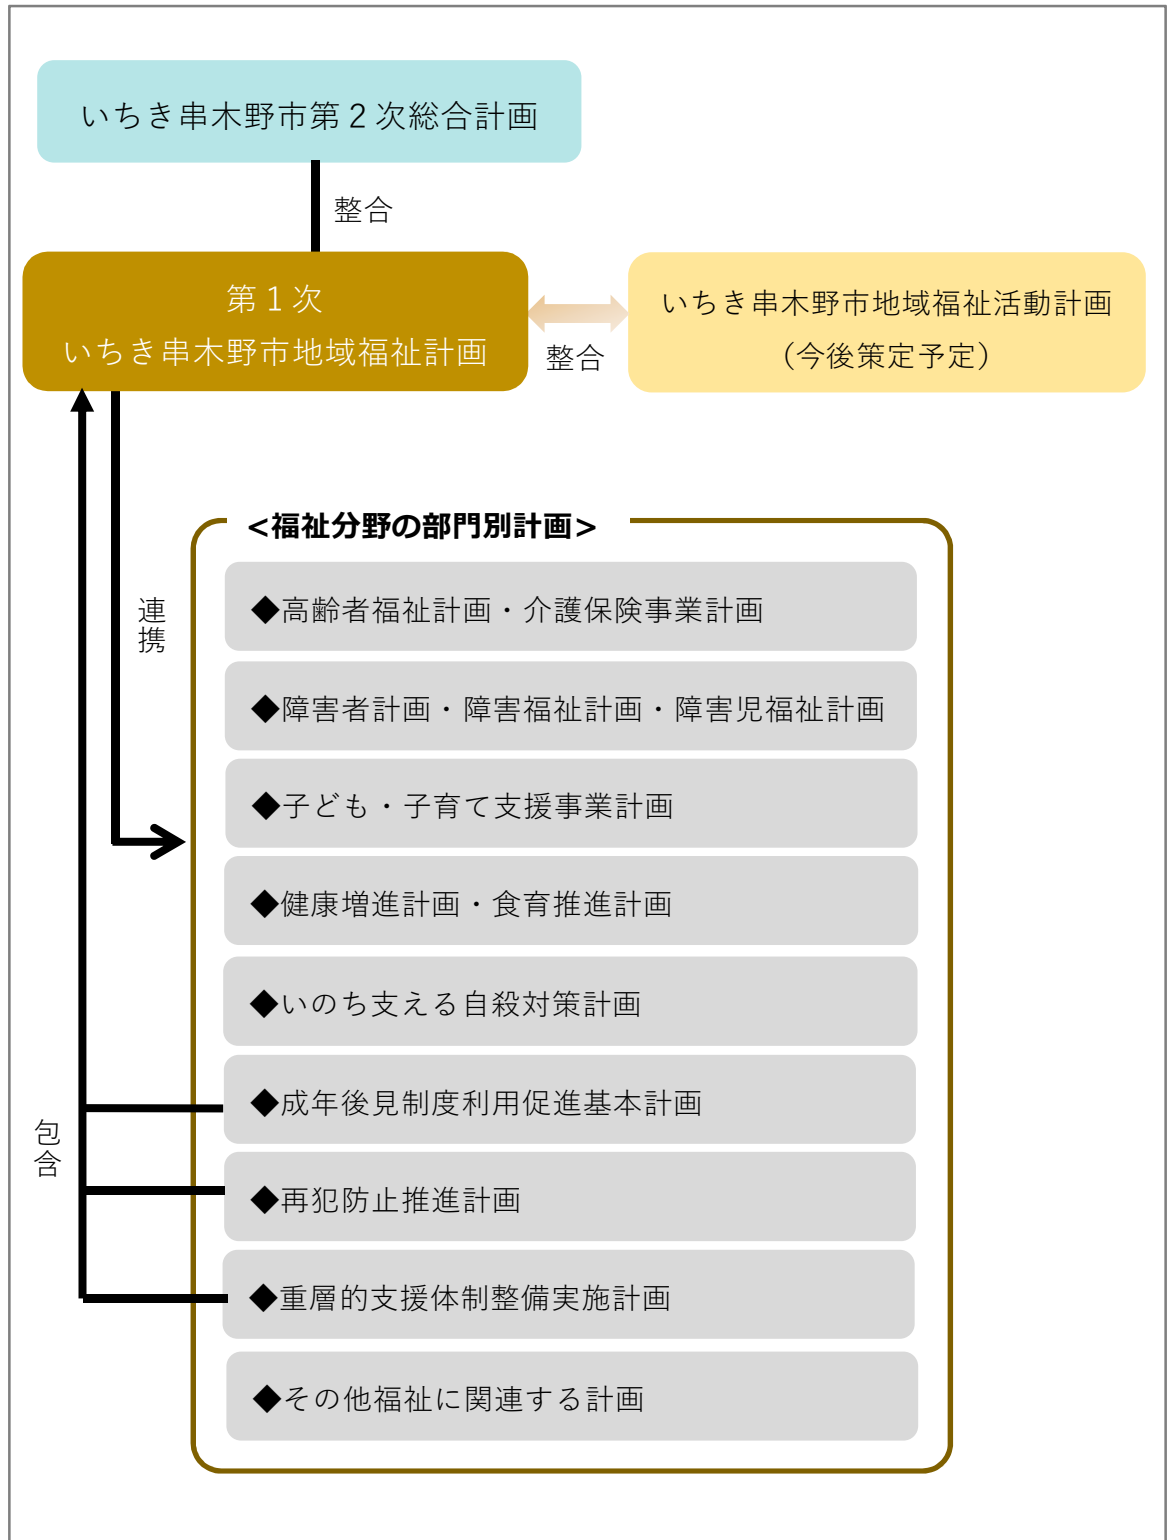 いちき串木野市第２次総合計画
整合
第１次
いちき串木野市地域福祉計画
整合
いちき串木野市地域福祉活動計画
（今後策定予定）
連携
<福祉分野の部門別計画>
◆高齢者福祉計画・介護保険事業計画
◆障害者計画・障害福祉計画・障害児福祉計画
◆子ども・子育て支援事業計画
◆健康増進計画・食育推進計画
◆いのち支える自殺対策計画
◆成年後見制度利用促進基本計画
包含
◆再犯防止推進計画
◆重層的支援体制整備実施計画
◆その他福祉に関連する計画